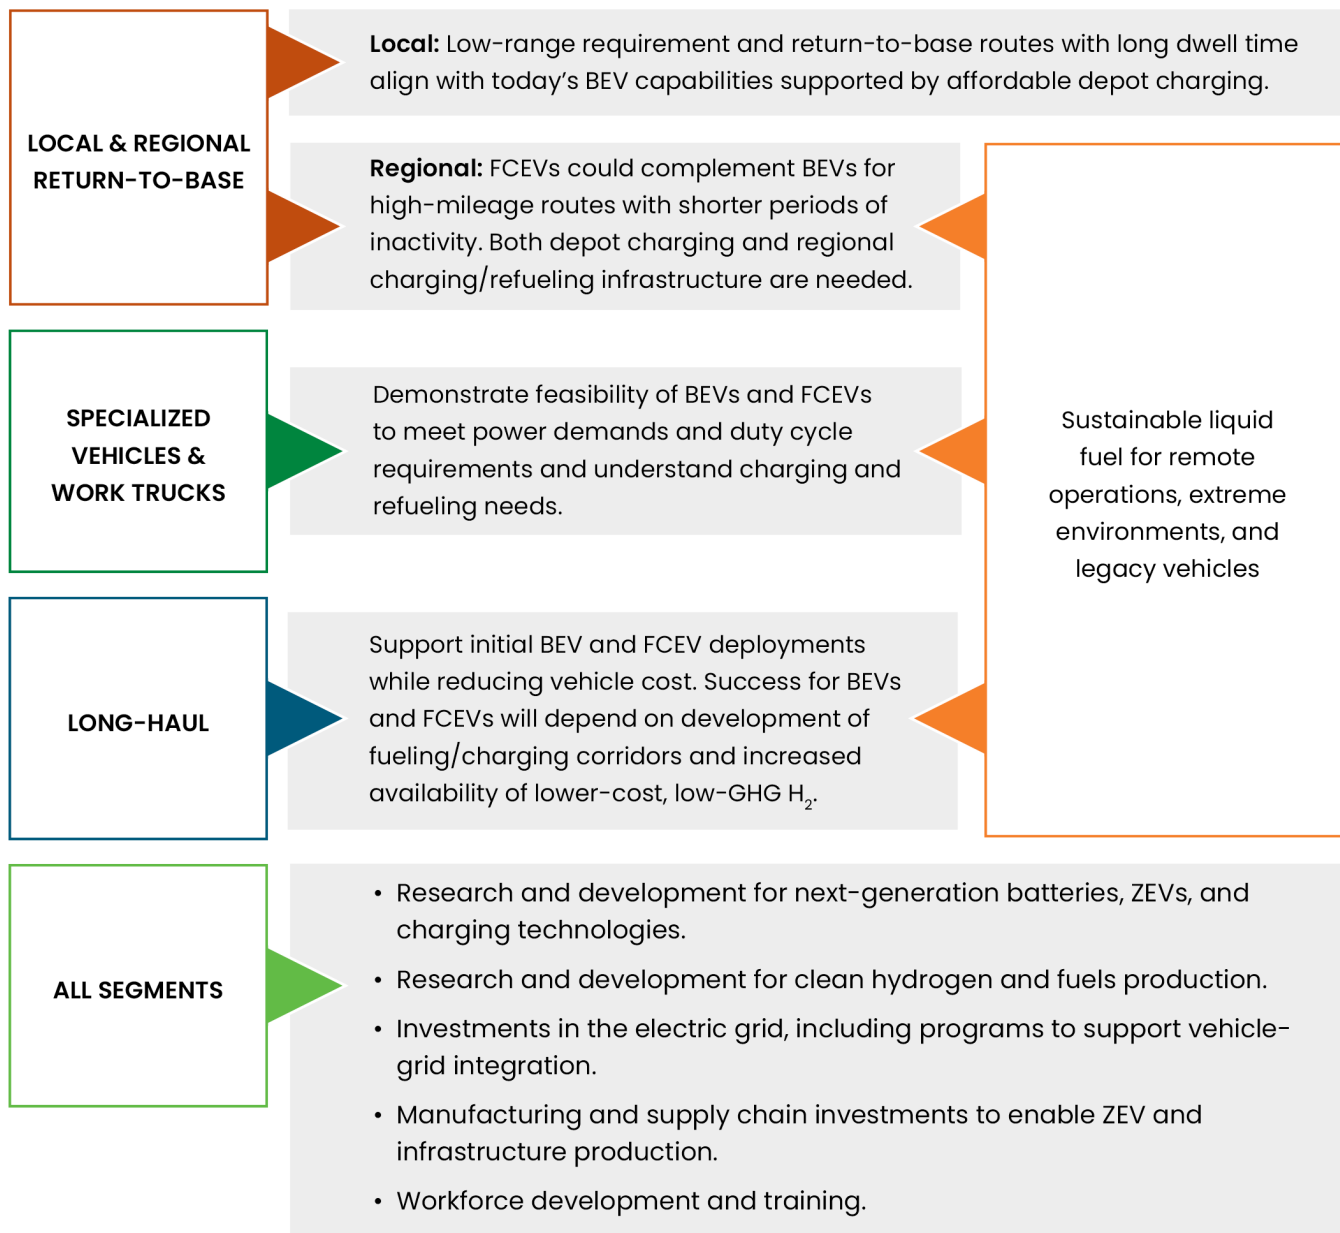 LOCAL & REGIONAL
RETURN-TO-BASE
Local: Low-range requirement and return-to-base routes with long dwell time
align with today's BEV capabilities supported by affordable depot charging.
Regional: FCEVs could complement BEVs for
high-mileage routes with shorter periods of
inactivity. Both depot charging and regional
charging/refueling infrastructure are needed.
SPECIALIZED
VEHICLES &
WORK TRUCKS
Demonstrate feasibility of BEVs and FCEVs
to meet power demands and duty cycle
requirements and understand charging and
refueling needs.
LONG-HAUL
Support initial BEV and FCEV deployments
while reducing vehicle cost. Success for BEVs
and FCEVs will depend on development of
fueling/charging corridors and increased
availability of lower-cost, low-GHG H₂.
Sustainable liquid
fuel for remote
operations, extreme
environments, and
legacy vehicles
ALL SEGMENTS
• Research and development for next-generation batteries, ZEVs, and
charging technologies.
• Research and development for clean hydrogen and fuels production.
• Investments in the electric grid, including programs to support vehicle-
grid integration.
• Manufacturing and supply chain investments to enable ZEV and
infrastructure production.
• Workforce development and training.